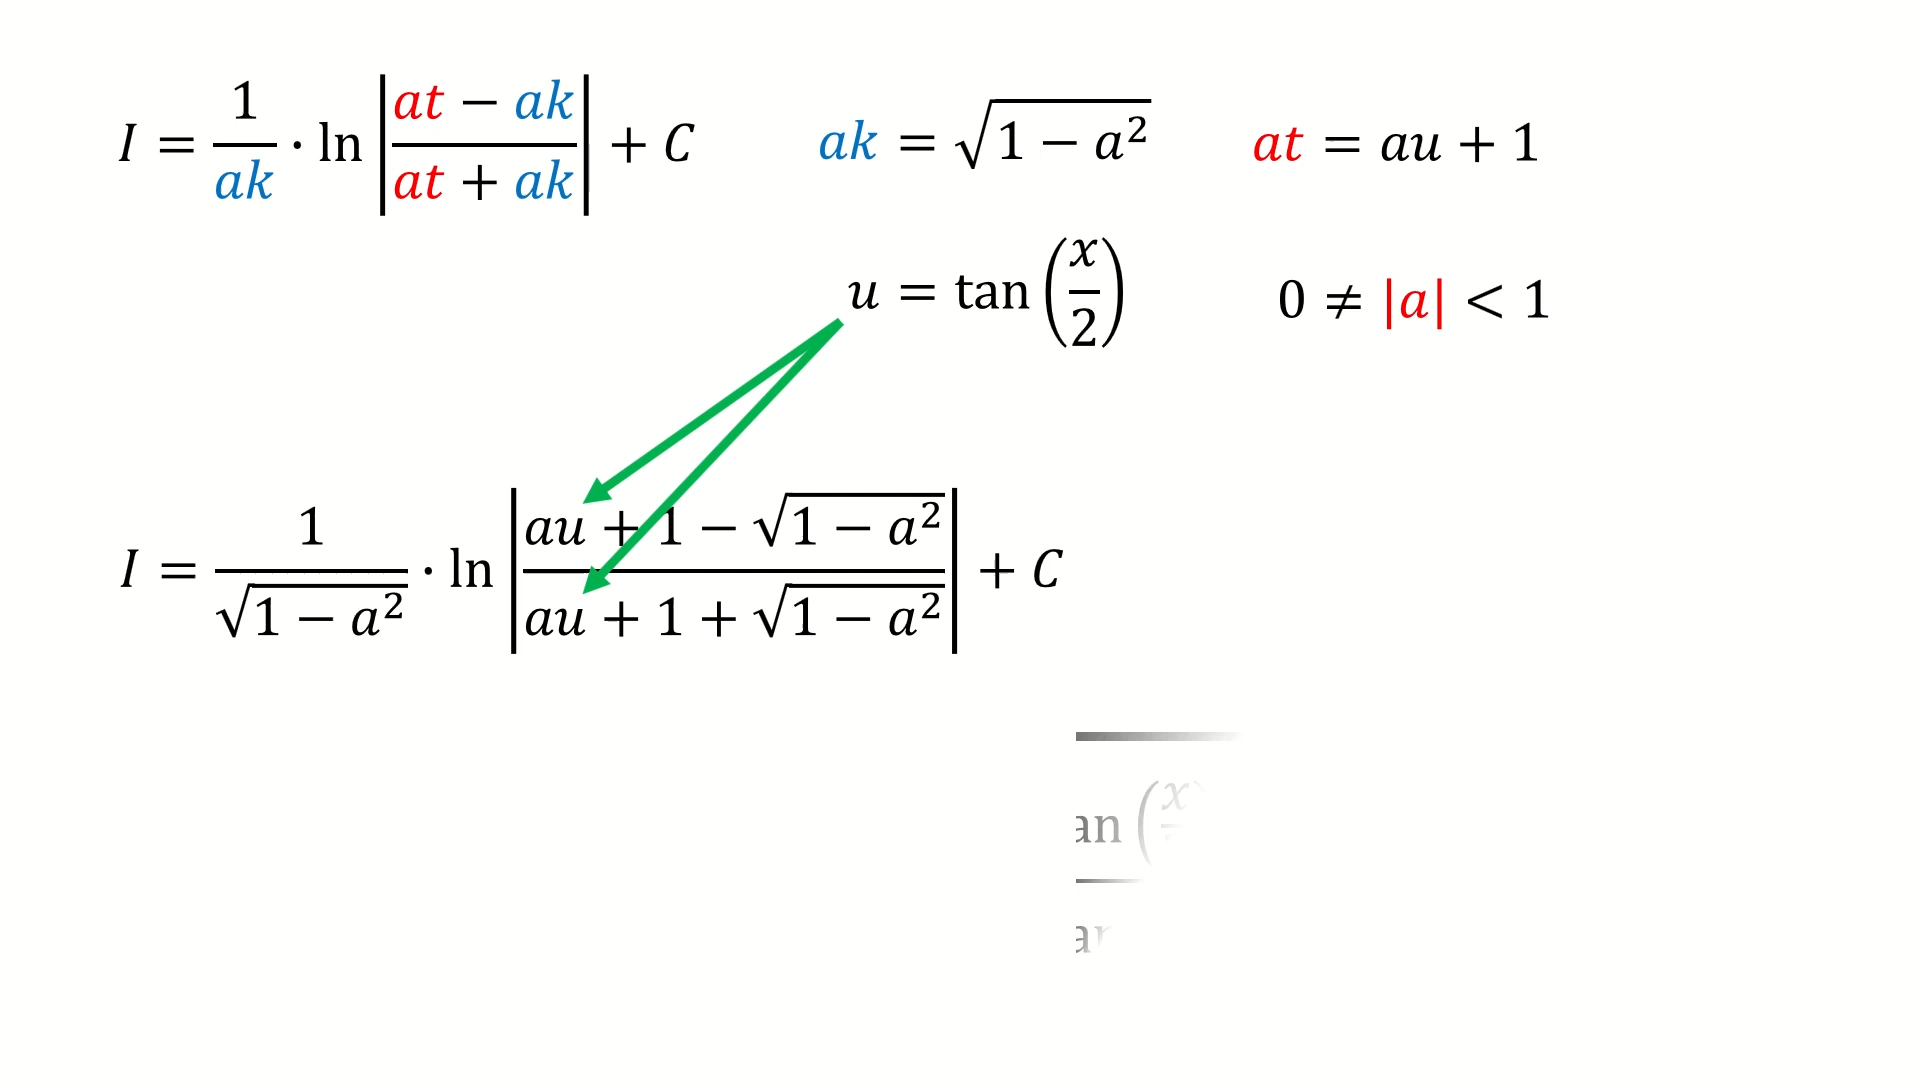 I = 1/ak · ln |(at − ak)/(at + ak)| + C    ak = √(1 − a²)    at = au + 1
u = tan(x/2)    0 ≠ |a| < 1
I = 1/√(1 − a²) · ln |(au + 1 − √(1 − a²))/(au + 1 + √(1 − a²))| + C
an (x